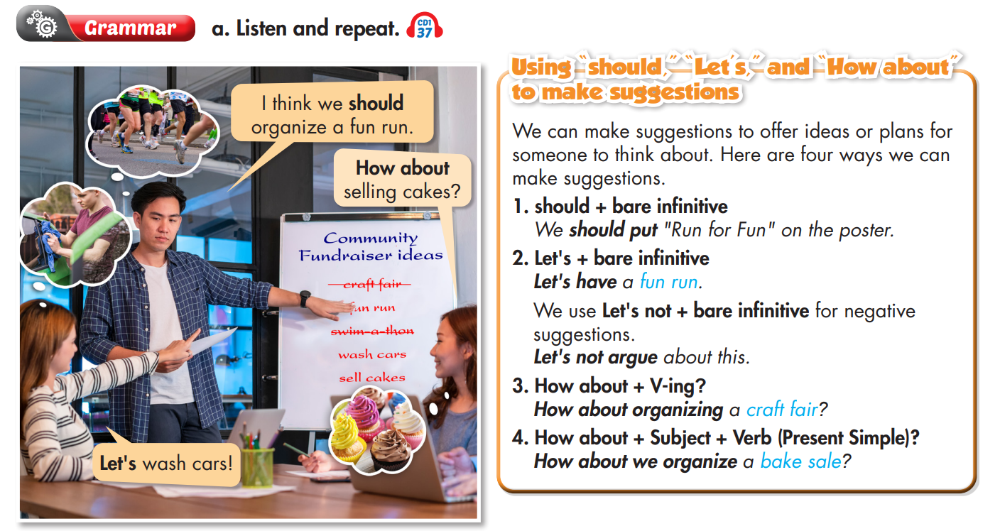 G
Grammar
a. Listen and repeat.
CD1
37
I think we should
organize a fun run.
How about
selling cakes?
Community
Fundraiser ideas
craft fair
fun run
swim-a-thon
wash cars
sell cakes
Let's wash cars!
Using "should," "Let's," and "How about"
to make suggestions
We can make suggestions to offer ideas or plans for
someone to think about. Here are four ways we can
make suggestions.
1. should + bare infinitive
We should put "Run for Fun" on the poster.
2. Let's + bare infinitive
Let's have a fun run.
We use Let's not + bare infinitive for negative
suggestions.
Let's not argue about this.
3. How about + V-ing?
How about organizing a craft fair?
4. How about + Subject + Verb (Present Simple)?
How about we organize a bake sale?